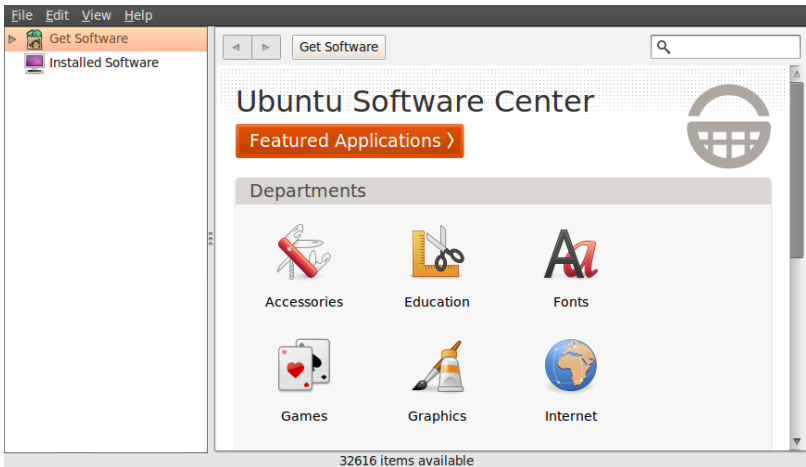 File Edit View Help
Get Software
Installed Software
Get Software
Ubuntu Software Center
Featured Applications 〉
Departments
Accessories Education Fonts
Games Graphics Internet
32616 items available